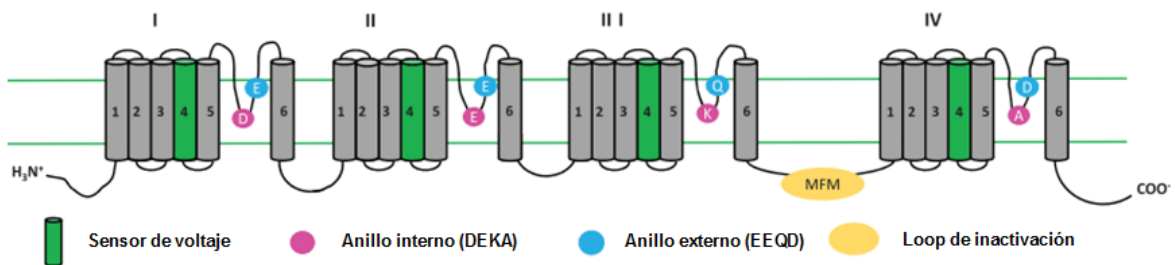 I II II I IV
E E Q D
1 2 3 4 5 6 1 2 3 4 5 6 1 2 3 4 5 6 1 2 3 4 5 6
D E K A
H₃N⁺ MFM COO⁻
Sensor de voltaje Anillo interno (DEKA) Anillo externo (EEQD) Loop de inactivación